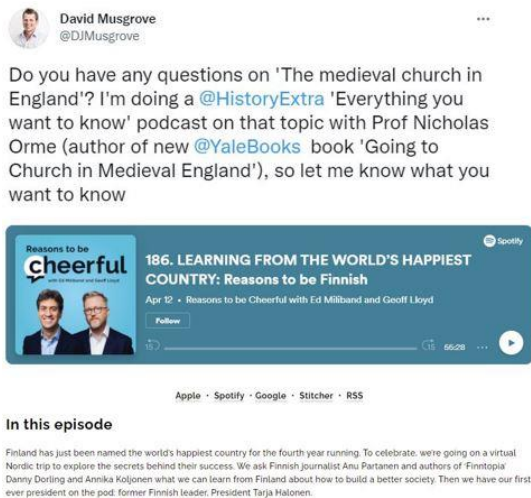 David Musgrove
@DJMusgrove
Do you have any questions on 'The medieval church in
England'? I'm doing a @HistoryExtra 'Everything you
want to know' podcast on that topic with Prof Nicholas
Orme (author of new @YaleBooks book 'Going to
Church in Medieval England'), so let me know what you
want to know
Spotify
Reasons to be
cheerful
with Ed Miliband and Geoff Lloyd
186. LEARNING FROM THE WORLD'S HAPPIEST
COUNTRY: Reasons to be Finnish
Apr 12 • Reasons to be Cheerful with Ed Miliband and Geoff Lloyd
Follow
15 15 55:28
Apple · Spotify · Google · Stitcher · RSS
In this episode
Finland has just been named the world's happiest country for the fourth year running. To celebrate, we're going on a virtual
Nordic trip to explore the secrets behind their success. We ask Finnish journalist Anu Partanen and authors of 'Finntopia'
Danny Dorling and Annika Koljonen what we can learn from Finland about how to build a better society. Then we have our first
ever president on the pod: former Finnish leader, President Tarja Halonen.